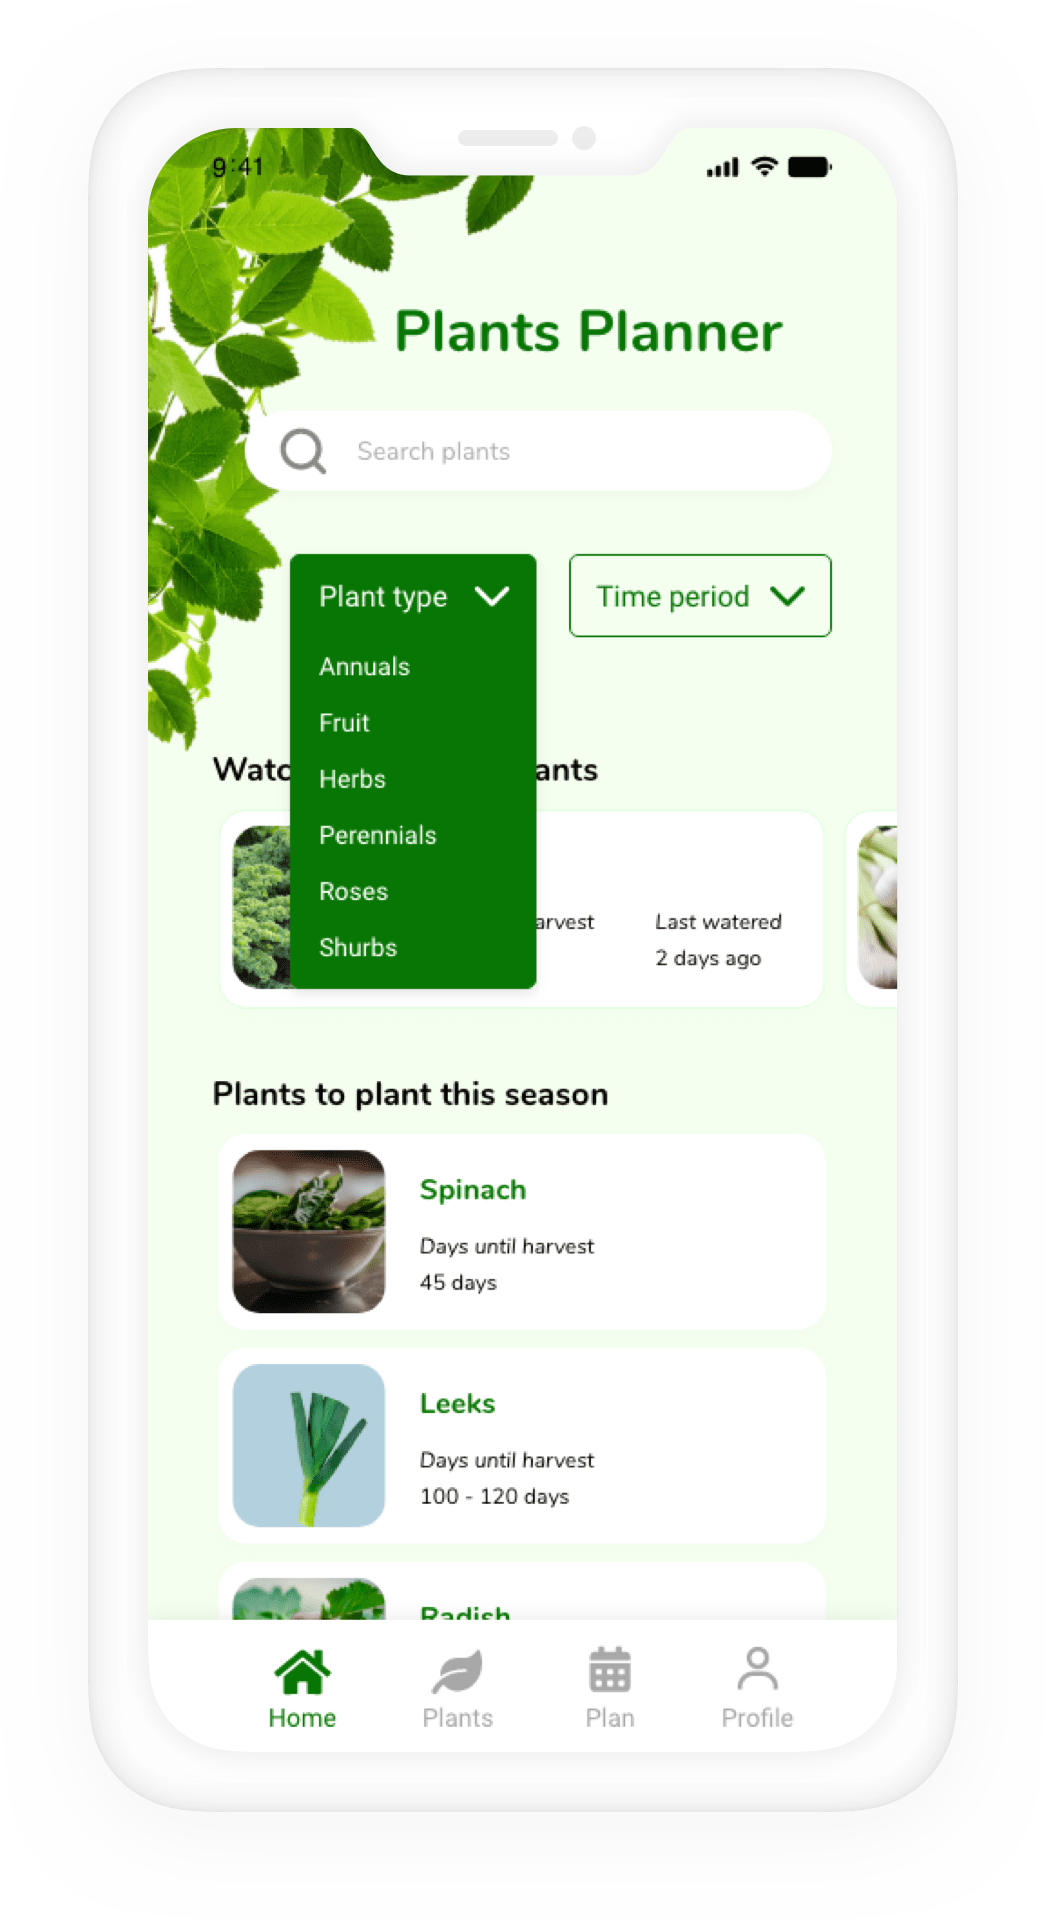 9:41
Plants Planner
Search plants
Plant type
Time period
Annuals
Fruit
Herbs
Perennials
Roses
Shurbs
Watc
ants
arvest
Last watered
2 days ago
Plants to plant this season
Spinach
Days until harvest
45 days
Leeks
Days until harvest
100 - 120 days
Radish
Home
Plants
Plan
Profile